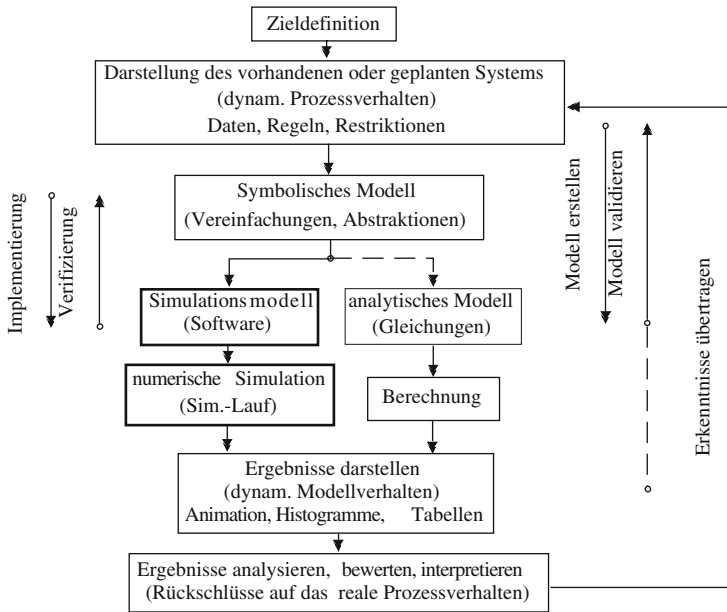 Zieldefinition
Darstellung des vorhandenen oder geplanten Systems
(dynam. Prozessverhalten)
Daten, Regeln, Restriktionen
Symbolisches Modell
(Vereinfachungen, Abstraktionen)
Implementierung
Verifizierung
Simulationsmodell
(Software)
analytisches Modell
(Gleichungen)
numerische Simulation
(Sim.-Lauf)
Berechnung
Ergebnisse darstellen
(dynam. Modellverhalten)
Animation, Histogramme, Tabellen
Ergebnisse analysieren, bewerten, interpretieren
(Rückschlüsse auf das reale Prozessverhalten)
Modell erstellen
Modell validieren
Erkenntnisse übertragen